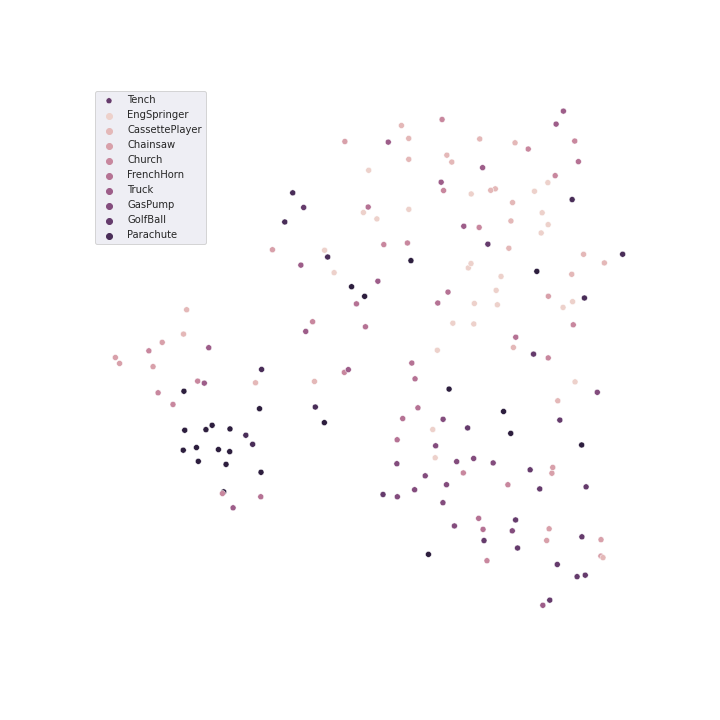 Tench
EngSpringer
CassettePlayer
Chainsaw
Church
FrenchHorn
Truck
GasPump
GolfBall
Parachute